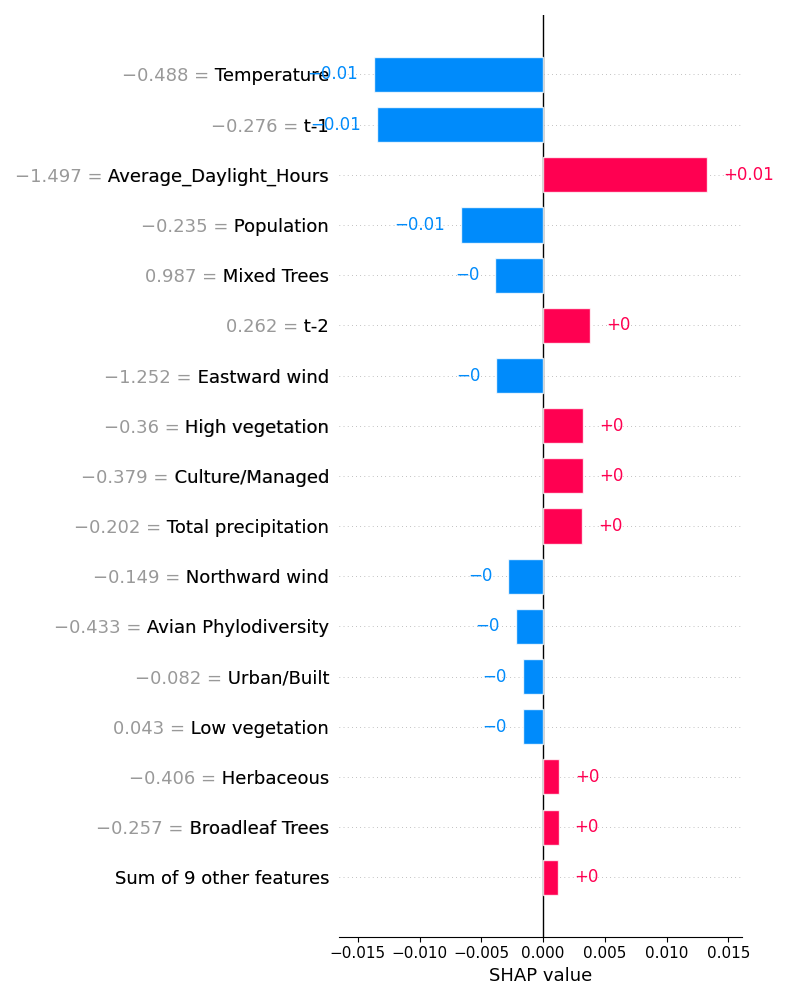 −0.488 = Temperature −0.01
−0.276 = t-1 −0.01
−1.497 = Average_Daylight_Hours +0.01
−0.235 = Population −0.01
0.987 = Mixed Trees −0
0.262 = t-2 +0
−1.252 = Eastward wind −0
−0.36 = High vegetation +0
−0.379 = Culture/Managed +0
−0.202 = Total precipitation +0
−0.149 = Northward wind −0
−0.433 = Avian Phylodiversity −0
−0.082 = Urban/Built −0
0.043 = Low vegetation −0
−0.406 = Herbaceous +0
−0.257 = Broadleaf Trees +0
Sum of 9 other features +0
−0.015 −0.010 −0.005 0.000 0.005 0.010 0.015
SHAP value